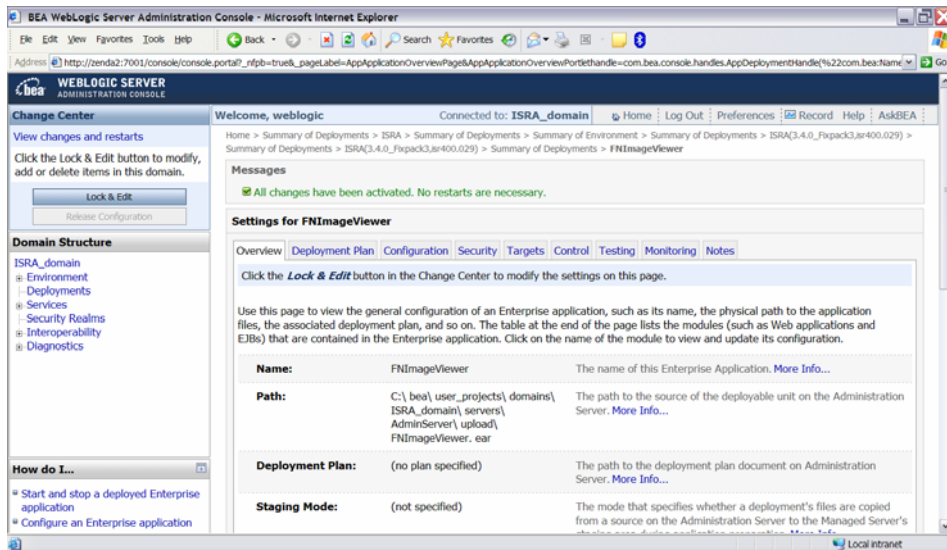 BEA WebLogic Server Administration Console - Microsoft Internet Explorer
File Edit View Favorites Tools Help
Back Search Favorites
Address http://zenda2:7001/console/console.portal?_nfpb=true&_pageLabel=AppApplicationOverviewPage&AppApplicationOverviewPortlethandle=com.bea.console.handles.AppDeploymentHandle(%22com.bea:Name Go
bea WEBLOGIC SERVER
ADMINISTRATION CONSOLE
Change Center
View changes and restarts
Click the Lock & Edit button to modify,
add or delete items in this domain.
Lock & Edit
Release Configuration
Domain Structure
ISRA_domain
Environment
Deployments
Services
Security Realms
Interoperability
Diagnostics
How do I...
Start and stop a deployed Enterprise
application
Configure an Enterprise application
Welcome, weblogic Connected to: ISRA_domain Home Log Out Preferences Record Help AskBEA
Home > Summary of Deployments > ISRA > Summary of Deployments > Summary of Environment > Summary of Deployments > ISRA(3.4.0_Fixpack3,isr400.029) >
Summary of Deployments > ISRA(3.4.0_Fixpack3,isr400.029) > Summary of Deployments > FNImageViewer
Messages
All changes have been activated. No restarts are necessary.
Settings for FNImageViewer
Overview Deployment Plan Configuration Security Targets Control Testing Monitoring Notes
Click the Lock & Edit button in the Change Center to modify the settings on this page.
Use this page to view the general configuration of an Enterprise application, such as its name, the physical path to the application
files, the associated deployment plan, and so on. The table at the end of the page lists the modules (such as Web applications and
EJBs) that are contained in the Enterprise application. Click on the name of the module to view and update its configuration.
Name: FNImageViewer The name of this Enterprise Application. More Info...
Path: C:\ bea\ user_projects\ domains\ The path to the source of the deployable unit on the Administration
ISRA_domain\ servers\ Server. More Info...
AdminServer\ upload\
FNImageViewer. ear
Deployment Plan: (no plan specified) The path to the deployment plan document on Administration
Server. More Info...
Staging Mode: (not specified) The mode that specifies whether a deployment's files are copied
from a source on the Administration Server to the Managed Server's
Local intranet